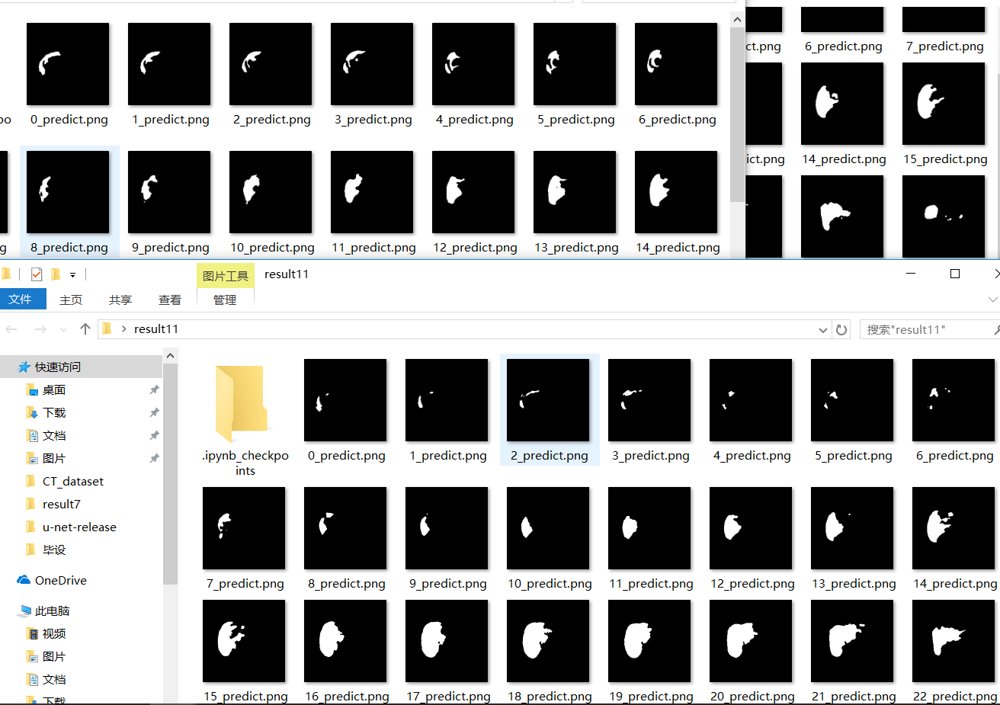 0_predict.png 1_predict.png 2_predict.png 3_predict.png 4_predict.png 5_predict.png 6_predict.png
8_predict.png 9_predict.png 10_predict.png 11_predict.png 12_predict.png 13_predict.png 14_predict.png
6_predict.png 7_predict.png
14_predict.png 15_predict.png
图片工具 result11
文件 主页 共享 查看 管理
result11 搜索"result11"
快速访问
桌面
下载
文档
图片
CT_dataset
result7
u-net-release
毕设
OneDrive
此电脑
视频
图片
文档
下载
.ipynb_checkpo
ints
0_predict.png 1_predict.png 2_predict.png 3_predict.png 4_predict.png 5_predict.png 6_predict.png
7_predict.png 8_predict.png 9_predict.png 10_predict.png 11_predict.png 12_predict.png 13_predict.png 14_predict.png
15_predict.png 16_predict.png 17_predict.png 18_predict.png 19_predict.png 20_predict.png 21_predict.png 22_predict.png